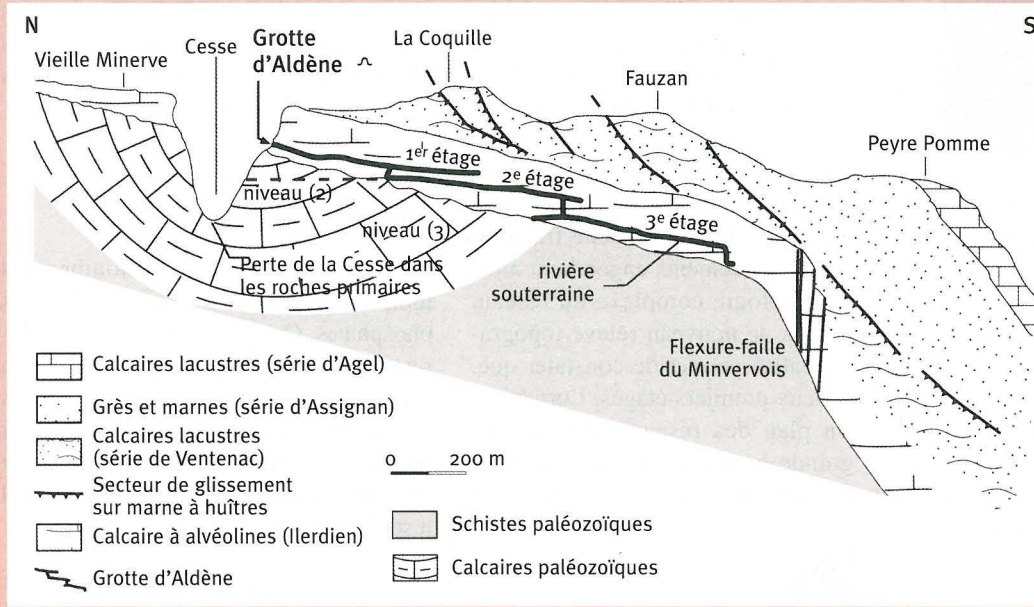 N
S
Vieille Minerve
Cesse
Grotte
d'Aldène
La Coquille
Fauzan
Peyre Pomme
1er étage
2e étage
3e étage
niveau (2)
niveau (3)
Perte de la Cesse dans
les roches primaires
rivière
souterraine
Flexure-faille
du Minvervois
Calcaires lacustres (série d'Agel)
Grès et marnes (série d'Assignan)
Calcaires lacustres
(série de Ventenac)
Secteur de glissement
sur marne à huîtres
Calcaire à alvéolines (Ilerdien)
Grotte d'Aldène
0 200 m
Schistes paléozoïques
Calcaires paléozoïques